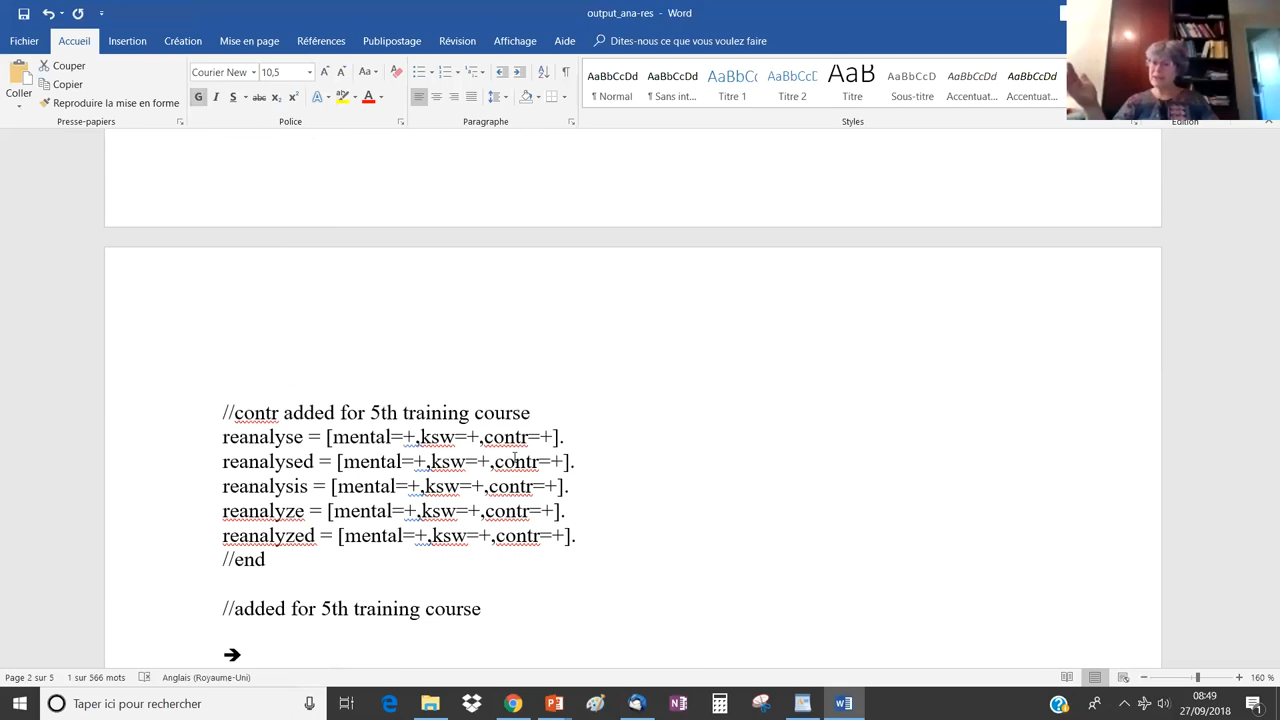 output_ana-res - Word
Fichier Accueil Insertion Création Mise en page Références Publipostage Révision Affichage Aide Dites-nous ce que vous voulez faire
Coller
Couper
Copier
Reproduire la mise en forme
Presse-papiers
Courier New 10,5
G I S abc x₂ x²
Police
Paragraphe
AaBbCcDd AaBbCcDd AaBbC( AaBbCcC AaB AaBbCcD AaBbCcDd AaBbCcDd
¶ Normal ¶ Sans int... Titre 1 Titre 2 Titre Sous-titre Accentuat... Accentuat...
Styles
Édition
//contr added for 5th training course
reanalyse = [mental=+,ksw=+,contr=+].
reanalysed = [mental=+,ksw=+,contr=+].
reanalysis = [mental=+,ksw=+,contr=+].
reanalyze = [mental=+,ksw=+,contr=+].
reanalyzed = [mental=+,ksw=+,contr=+].
//end
//added for 5th training course
➔
Page 2 sur 5 1 sur 566 mots Anglais (Royaume-Uni) 160 %
Taper ici pour rechercher
08:49
27/09/2018